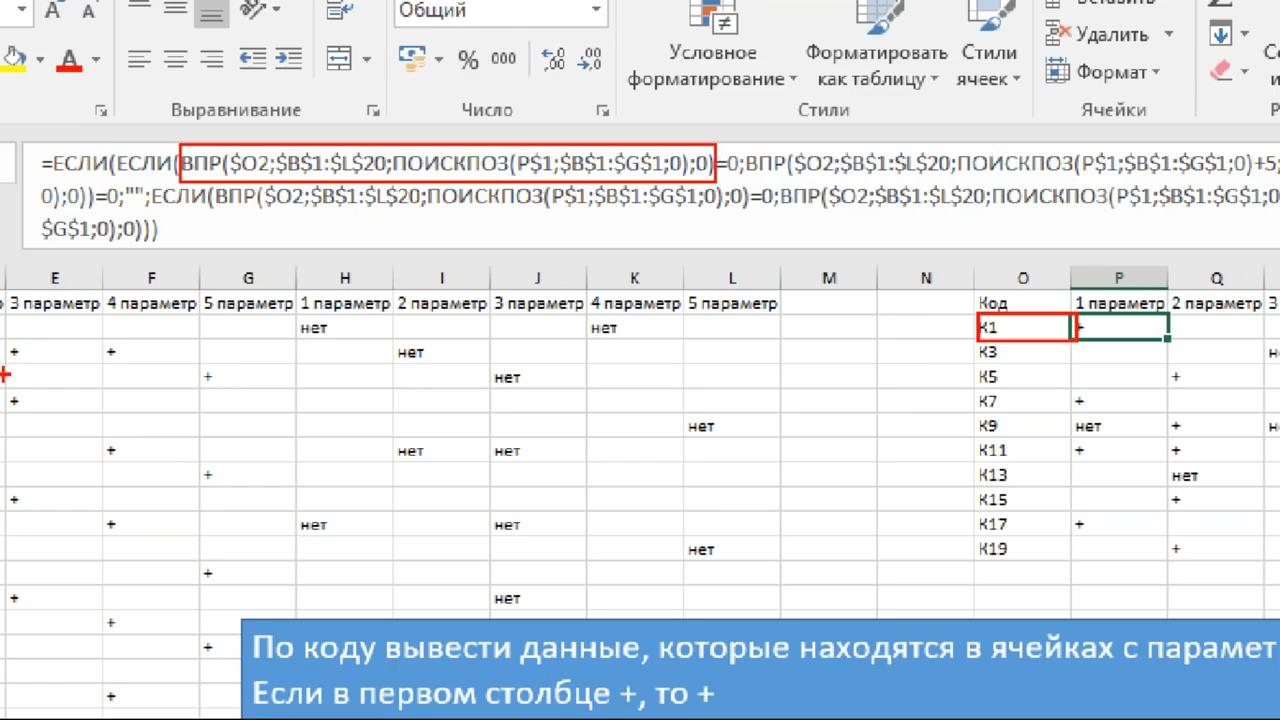 Общий
Вставить
Условное
форматирование
Форматировать
как таблицу
Стили
ячеек
Удалить
Формат
% 000
Выравнивание
Число
Стили
Ячейки
=ЕСЛИ(ЕСЛИ(ВПР($O2;$B$1:$L$20;ПОИСКПОЗ(P$1;$B$1:$G$1;0);0)=0;ВПР($O2;$B$1:$L$20;ПОИСКПОЗ(P$1;$B$1:$G$1;0)+5;
0);0))=0;"";ЕСЛИ(ВПР($O2;$B$1:$L$20;ПОИСКПОЗ(P$1;$B$1:$G$1;0);0)=0;ВПР($O2;$B$1:$L$20;ПОИСКПОЗ(P$1;$B$1:$G$1;0
$G$1;0);0)))
E F G H I J K L M N O P Q
3 параметр 4 параметр 5 параметр 1 параметр 2 параметр 3 параметр 4 параметр 5 параметр Код 1 параметр 2 параметр 3
нет нет К1 +
+ + нет К3 н
+ + нет К5 +
+ К7 +
нет К9 нет + н
+ нет нет К11 + +
+ К13 нет
+ К15 +
+ нет нет К17 +
нет К19 +
+
+ нет
+
+
+
По коду вывести данные, которые находятся в ячейках с парамет
Если в первом столбце +, то +